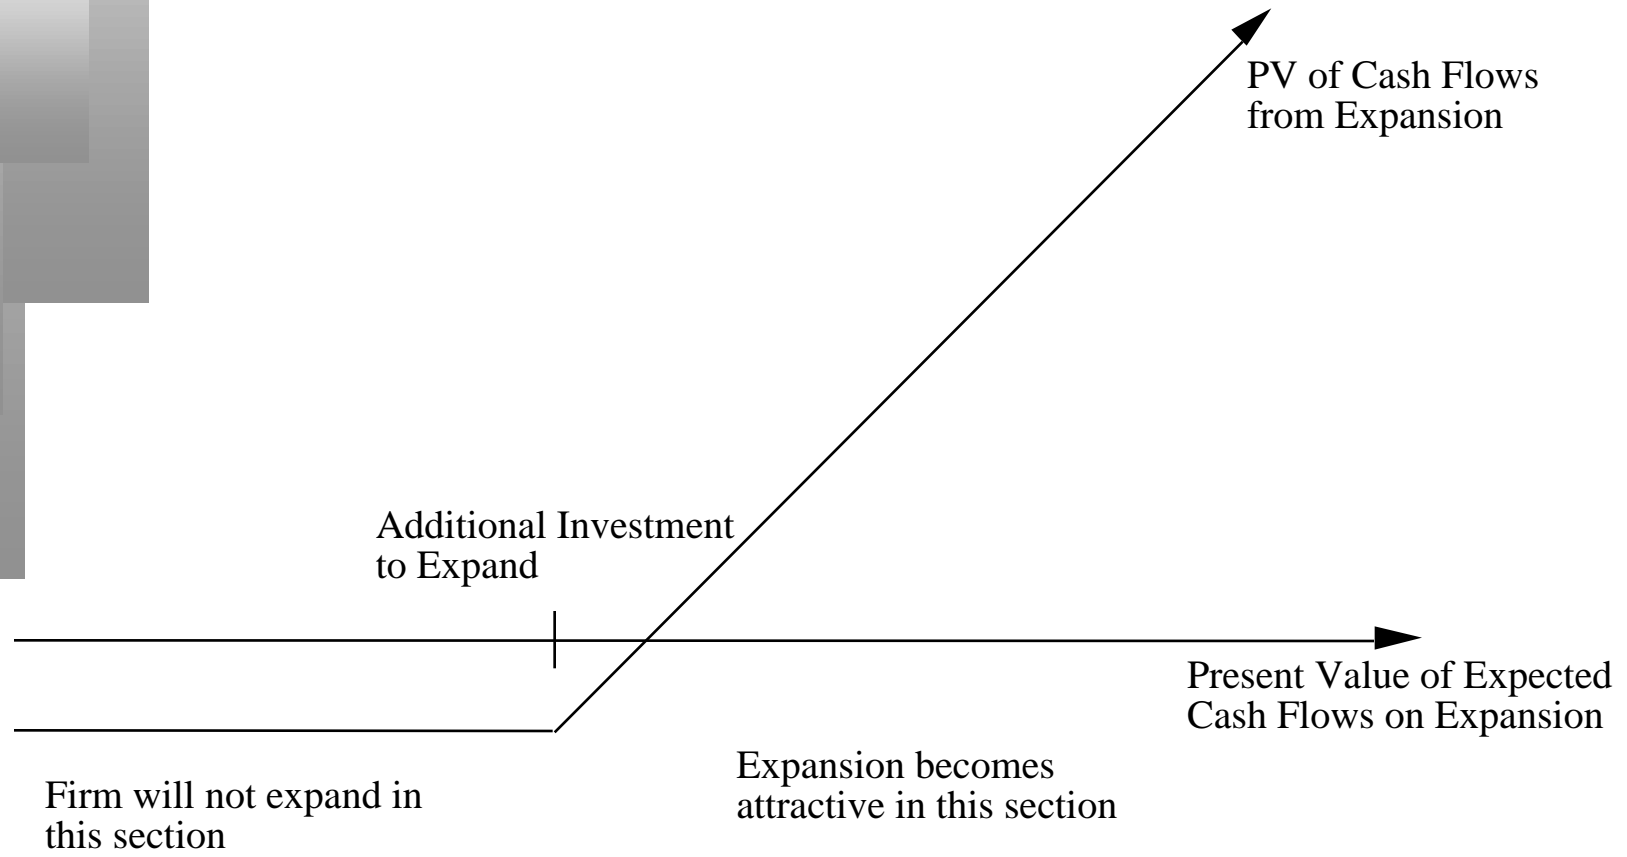 PV of Cash Flows
from Expansion
Additional Investment
to Expand
Present Value of Expected
Cash Flows on Expansion
Expansion becomes
attractive in this section
Firm will not expand in
this section